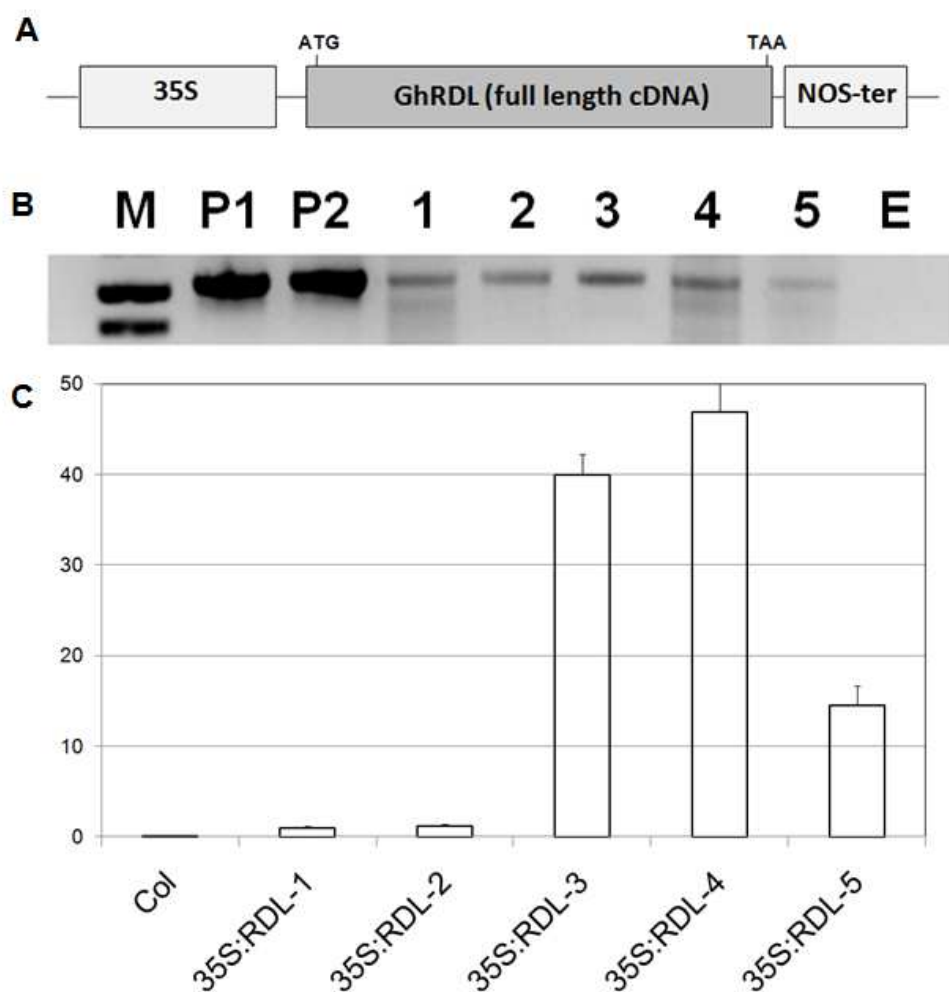 A
ATG TAA
35S GhRDL (full length cDNA) NOS-ter
B
M P1 P2 1 2 3 4 5 E
C
50
40
30
20
10
0
Col 35S:RDL-1 35S:RDL-2 35S:RDL-3 35S:RDL-4 35S:RDL-5